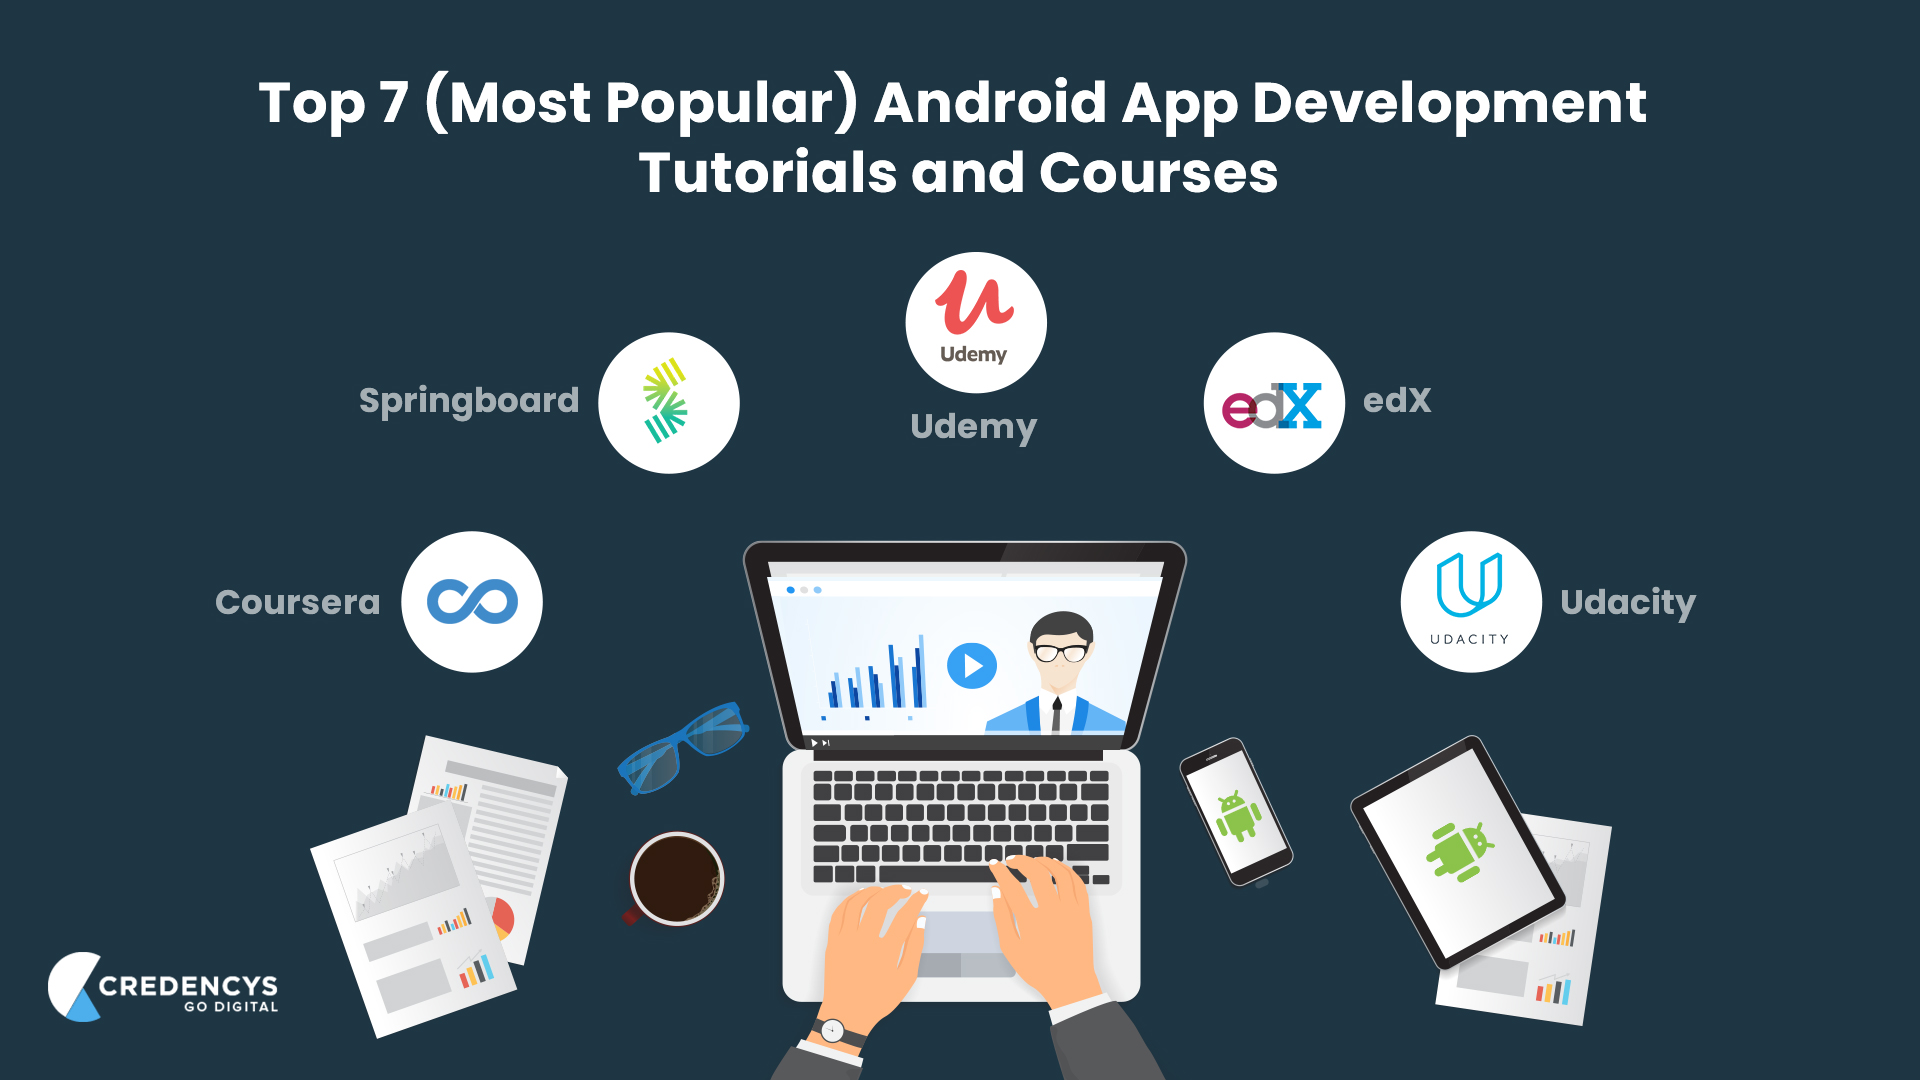 Top 7 (Most Popular) Android App Development
Tutorials and Courses
Udemy
Udemy
Springboard
edX
edX
Coursera
UDACITY
Udacity
CREDENCYS
GO DIGITAL